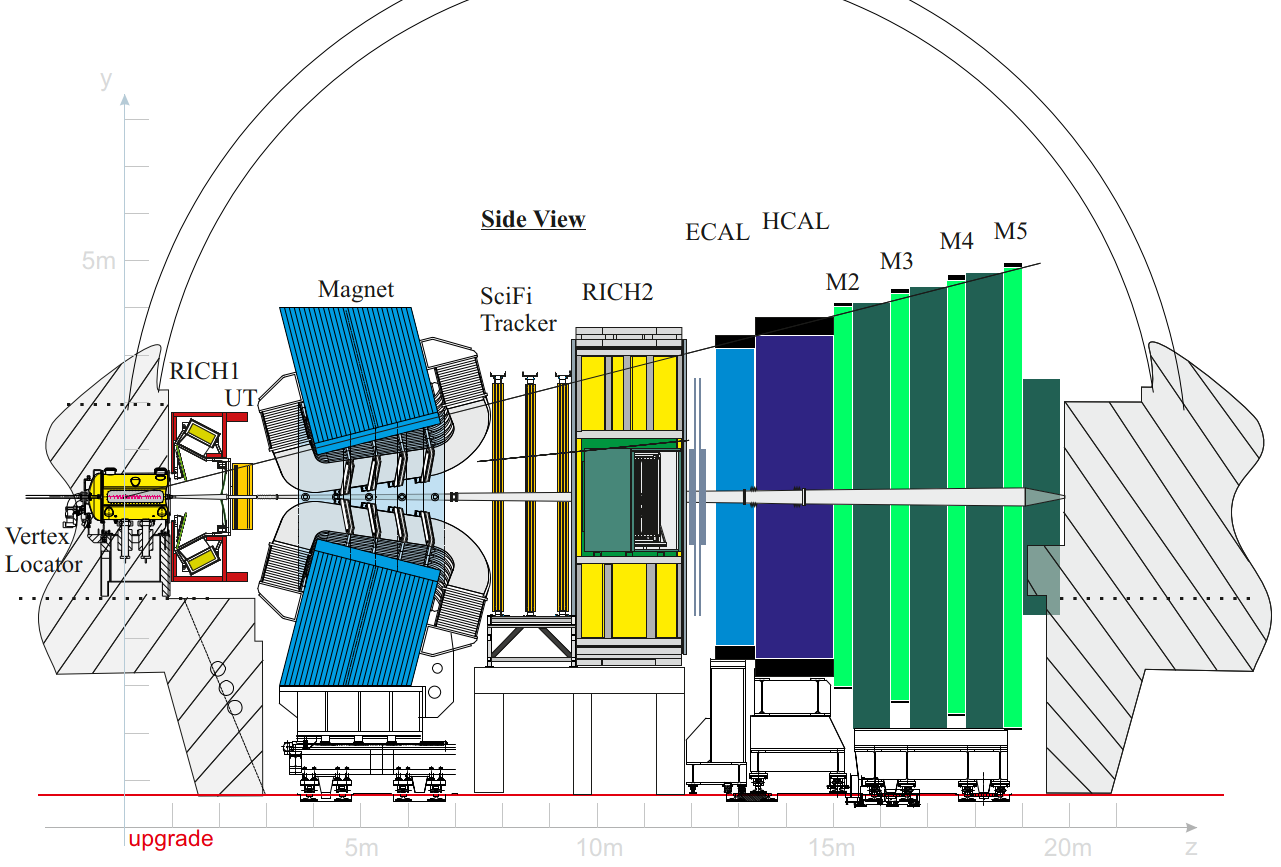 y
Side View
ECAL
HCAL
M5
M4
M3
M2
5m
Magnet
SciFi
Tracker
RICH2
RICH1
UT
Vertex
Locator
upgrade
5m
10m
15m
20m
z